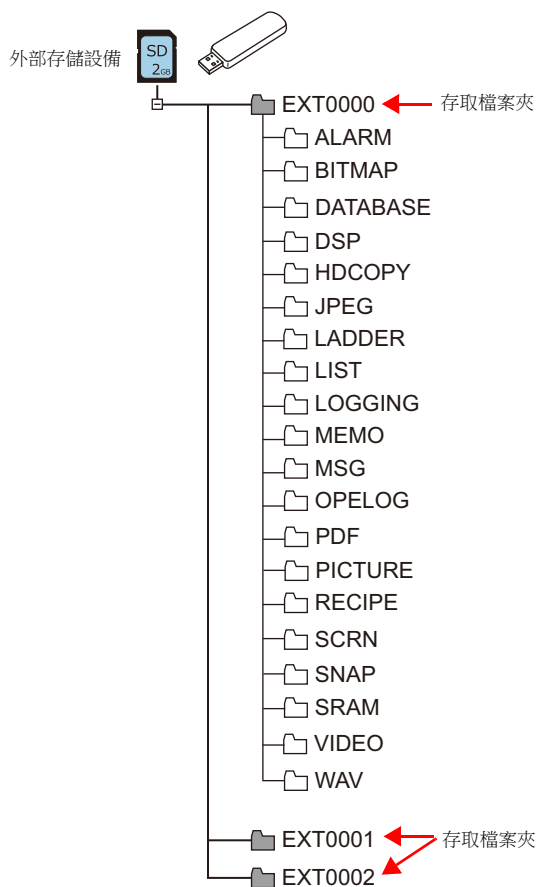 外部存儲設備
SD
2GB
EXT0000
存取檔案夾
ALARM
BITMAP
DATABASE
DSP
HDCOPY
JPEG
LADDER
LIST
LOGGING
MEMO
MSG
OPELOG
PDF
PICTURE
RECIPE
SCRN
SNAP
SRAM
VIDEO
WAV
EXT0001
存取檔案夾
EXT0002